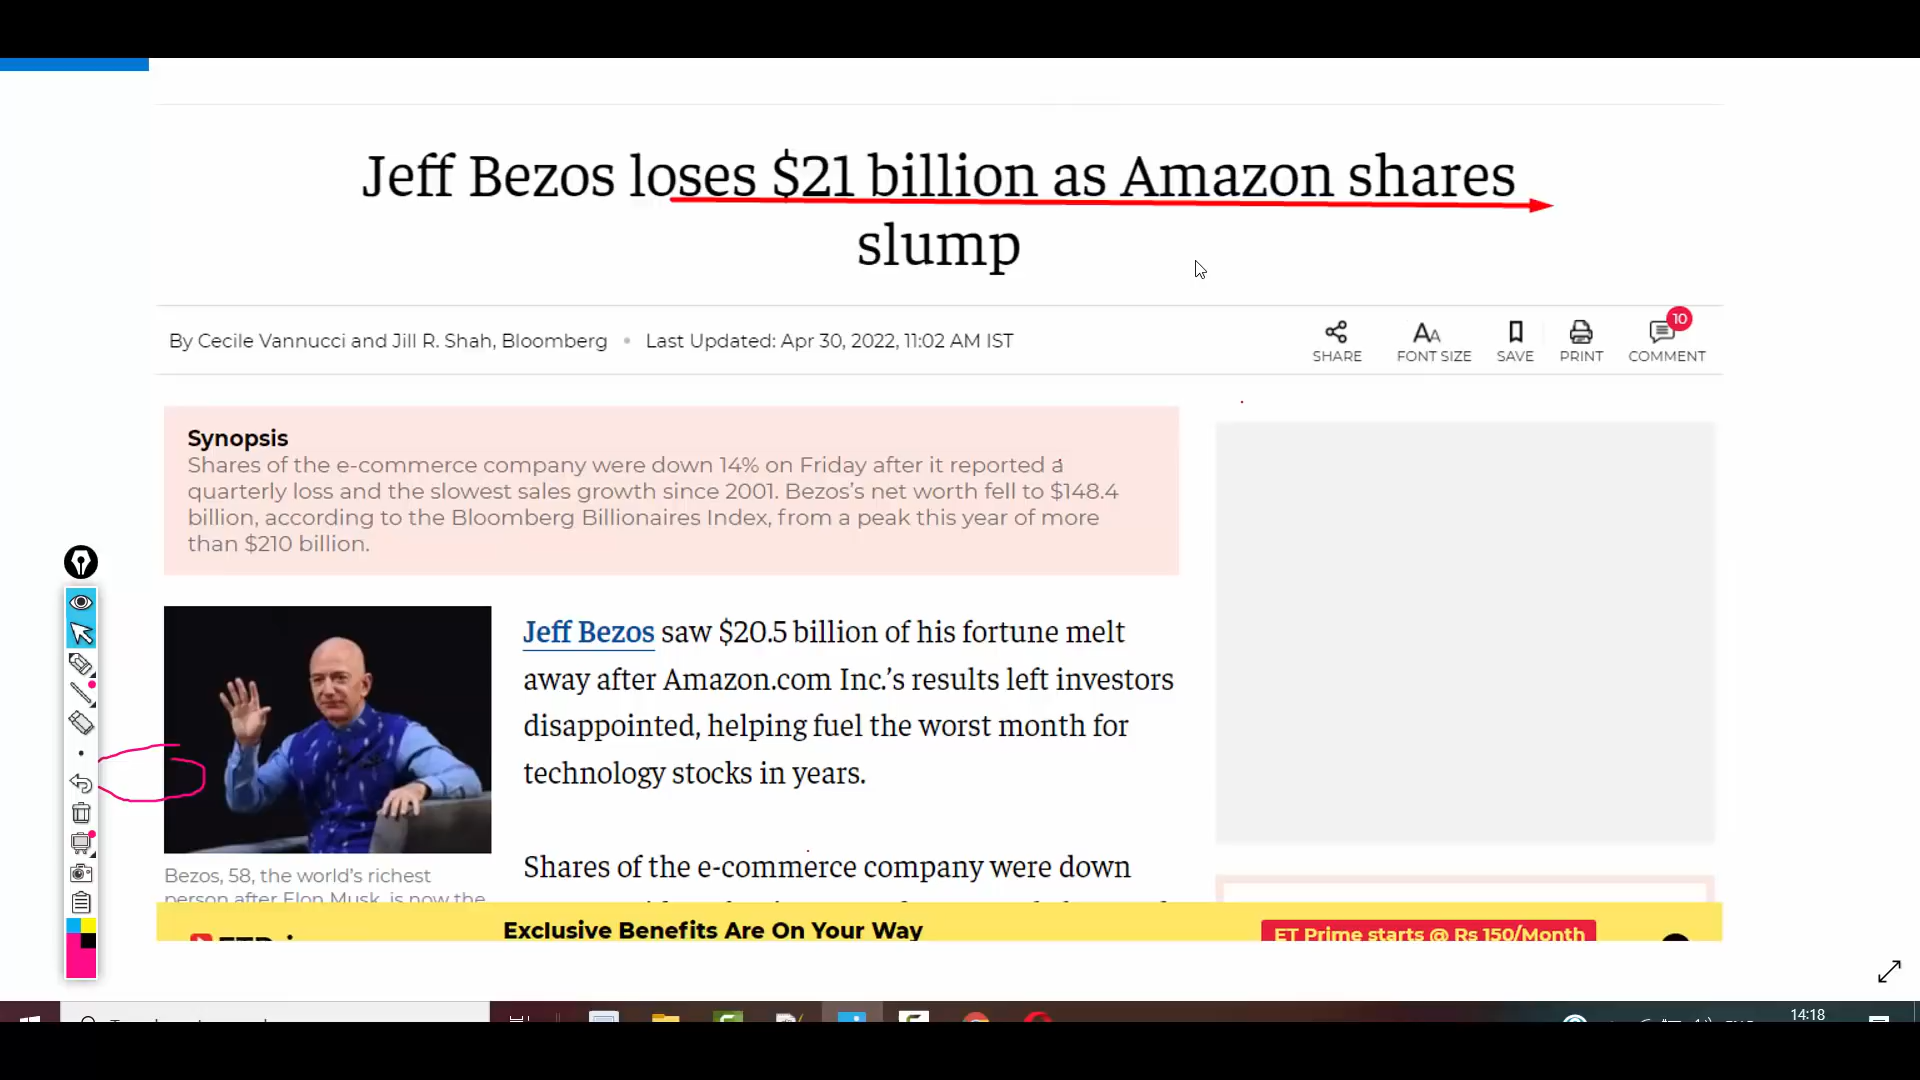 Jeff Bezos loses $21 billion as Amazon shares
slump
By Cecile Vannucci and Jill R. Shah, Bloomberg • Last Updated: Apr 30, 2022, 11:02 AM IST
SHARE
FONT SIZE
SAVE
PRINT
10
COMMENT
Synopsis
Shares of the e-commerce company were down 14% on Friday after it reported a
quarterly loss and the slowest sales growth since 2001. Bezos's net worth fell to $148.4
billion, according to the Bloomberg Billionaires Index, from a peak this year of more
than $210 billion.
Jeff Bezos saw $20.5 billion of his fortune melt
away after Amazon.com Inc.'s results left investors
disappointed, helping fuel the worst month for
technology stocks in years.
Shares of the e-commerce company were down
Bezos, 58, the world's richest
person after Elon Musk, is now the
Exclusive Benefits Are On Your Way
ET Prime starts @ Rs 150/Month
14:18